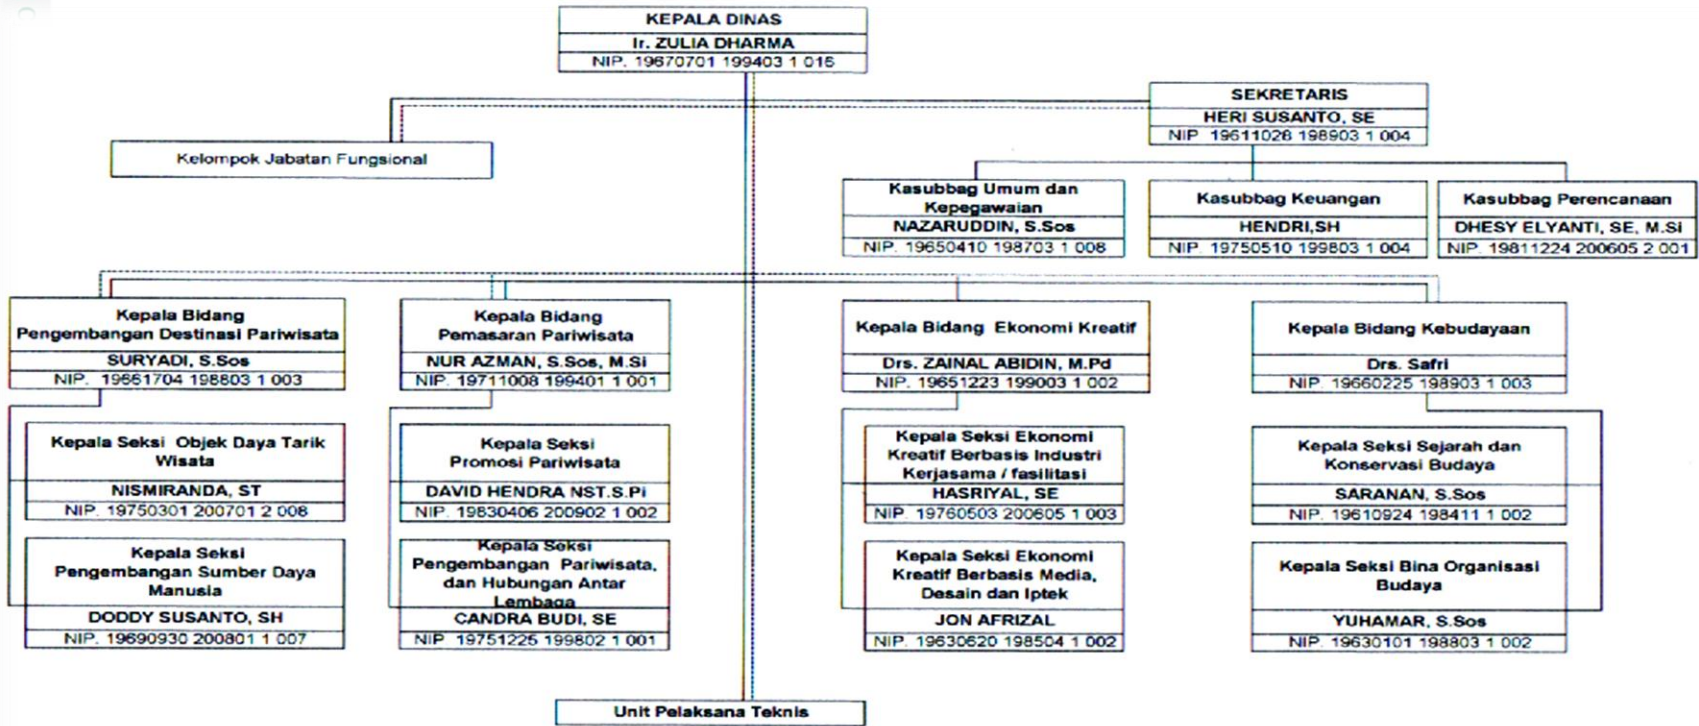 KEPALA DINAS
Ir. ZULIA DHARMA
NIP. 19670701 199403 1 016
SEKRETARIS
HERI SUSANTO, SE
NIP 19611026 198903 1 004
Kelompok Jabatan Fungsional
Kasubbag Umum dan
Kepegawaian
NAZARUDDIN, S.Sos
NIP. 19650410 198703 1 008
Kasubbag Keuangan
HENDRI,SH
NIP. 19750510 199803 1 004
Kasubbag Perencanaan
DHESY ELYANTI, SE, M.Si
NIP. 19811224 200605 2 001
Kepala Bidang
Pengembangan Destinasi Pariwisata
SURYADI, S.Sos
NIP. 19661704 198803 1 003
Kepala Bidang
Pemasaran Pariwisata
NUR AZMAN, S.Sos, M.Si
NIP. 19711008 199401 1 001
Kepala Bidang Ekonomi Kreatif
Drs. ZAINAL ABIDIN, M.Pd
NIP. 19651223 199003 1 002
Kepala Bidang Kebudayaan
Drs. Safri
NIP. 19660225 198903 1 003
Kepala Seksi Objek Daya Tarik
Wisata
NISMIRANDA, ST
NIP. 19750301 200701 2 008
Kepala Seksi
Promosi Pariwisata
DAVID HENDRA NST.S.Pi
NIP. 19830406 200902 1 002
Kepala Seksi Ekonomi
Kreatif Berbasis Industri
Kerjasama / fasilitasi
HASRIYAL, SE
NIP. 19760503 200605 1 003
Kepala Seksi Sejarah dan
Konservasi Budaya
SARANAN, S.Sos
NIP. 19610924 198411 1 002
Kepala Seksi
Pengembangan Sumber Daya
Manusia
DODDY SUSANTO, SH
NIP. 19690930 200801 1 007
Kepala Seksi
Pengembangan Pariwisata,
dan Hubungan Antar
Lembaga
CANDRA BUDI, SE
NIP 19751225 199802 1 001
Kepala Seksi Ekonomi
Kreatif Berbasis Media,
Desain dan Iptek
JON AFRIZAL
NIP. 19630620 198504 1 002
Kepala Seksi Bina Organisasi
Budaya
YUHAMAR, S.Sos
NIP. 19630101 198803 1 002
Unit Pelaksana Teknis